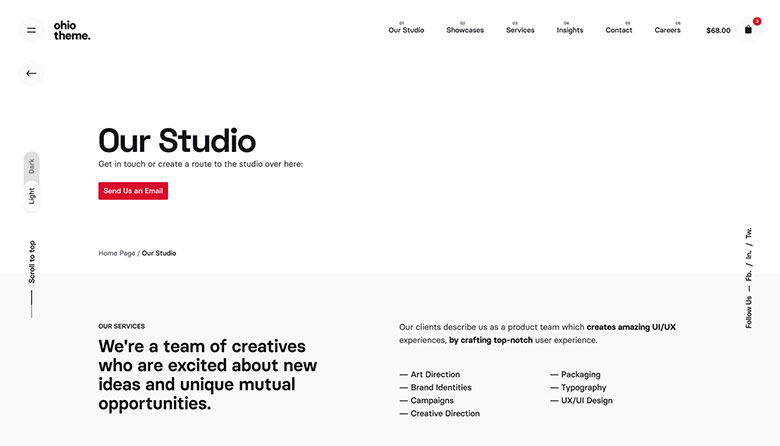 ohio
theme.
01
Our Studio
02
Showcases
03
Services
04
Insights
05
Contact
06
Careers
$68.00
3
Dark
Light
Scroll to top
Our Studio
Get in touch or create a route to the studio over here:
Send Us an Email
Home Page / Our Studio
Follow Us — Fb. / In. / Tw.
OUR SERVICES
We're a team of creatives
who are excited about new
ideas and unique mutual
opportunities.
Our clients describe us as a product team which creates amazing UI/UX
experiences, by crafting top-notch user experience.
— Art Direction
— Brand Identities
— Campaigns
— Creative Direction
— Packaging
— Typography
— UX/UI Design